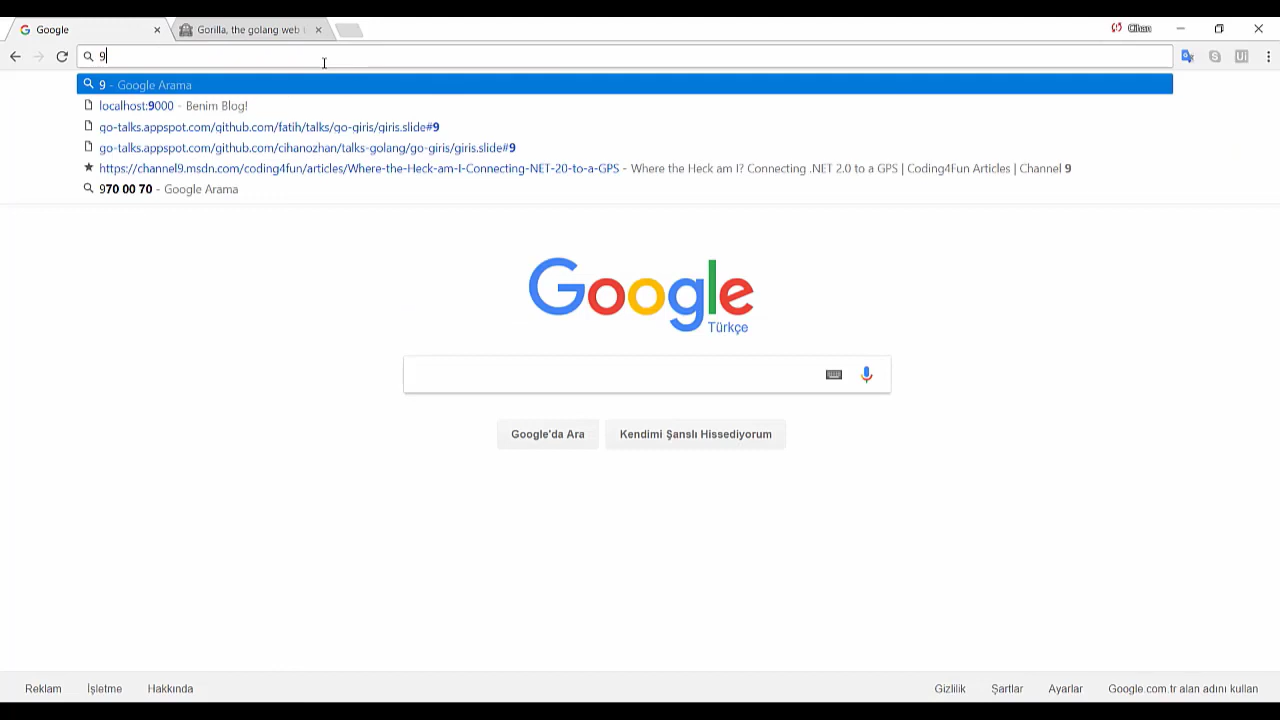 Google
Gorilla, the golang web
Cihan
9
9 - Google Arama
localhost:9000 - Benim Blog!
go-talks.appspot.com/github.com/fatih/talks/go-giris/giris.slide#9
go-talks.appspot.com/github.com/cihanozhan/talks-golang/go-giris/giris.slide#9
https://channel9.msdn.com/coding4fun/articles/Where-the-Heck-am-I-Connecting-NET-20-to-a-GPS - Where the Heck am I? Connecting .NET 2.0 to a GPS | Coding4Fun Articles | Channel 9
970 00 70 - Google Arama
Google
Türkçe
Google'da Ara
Kendimi Şanslı Hissediyorum
Reklam
İşletme
Hakkında
Gizlilik
Şartlar
Ayarlar
Google.com.tr alan adını kullan